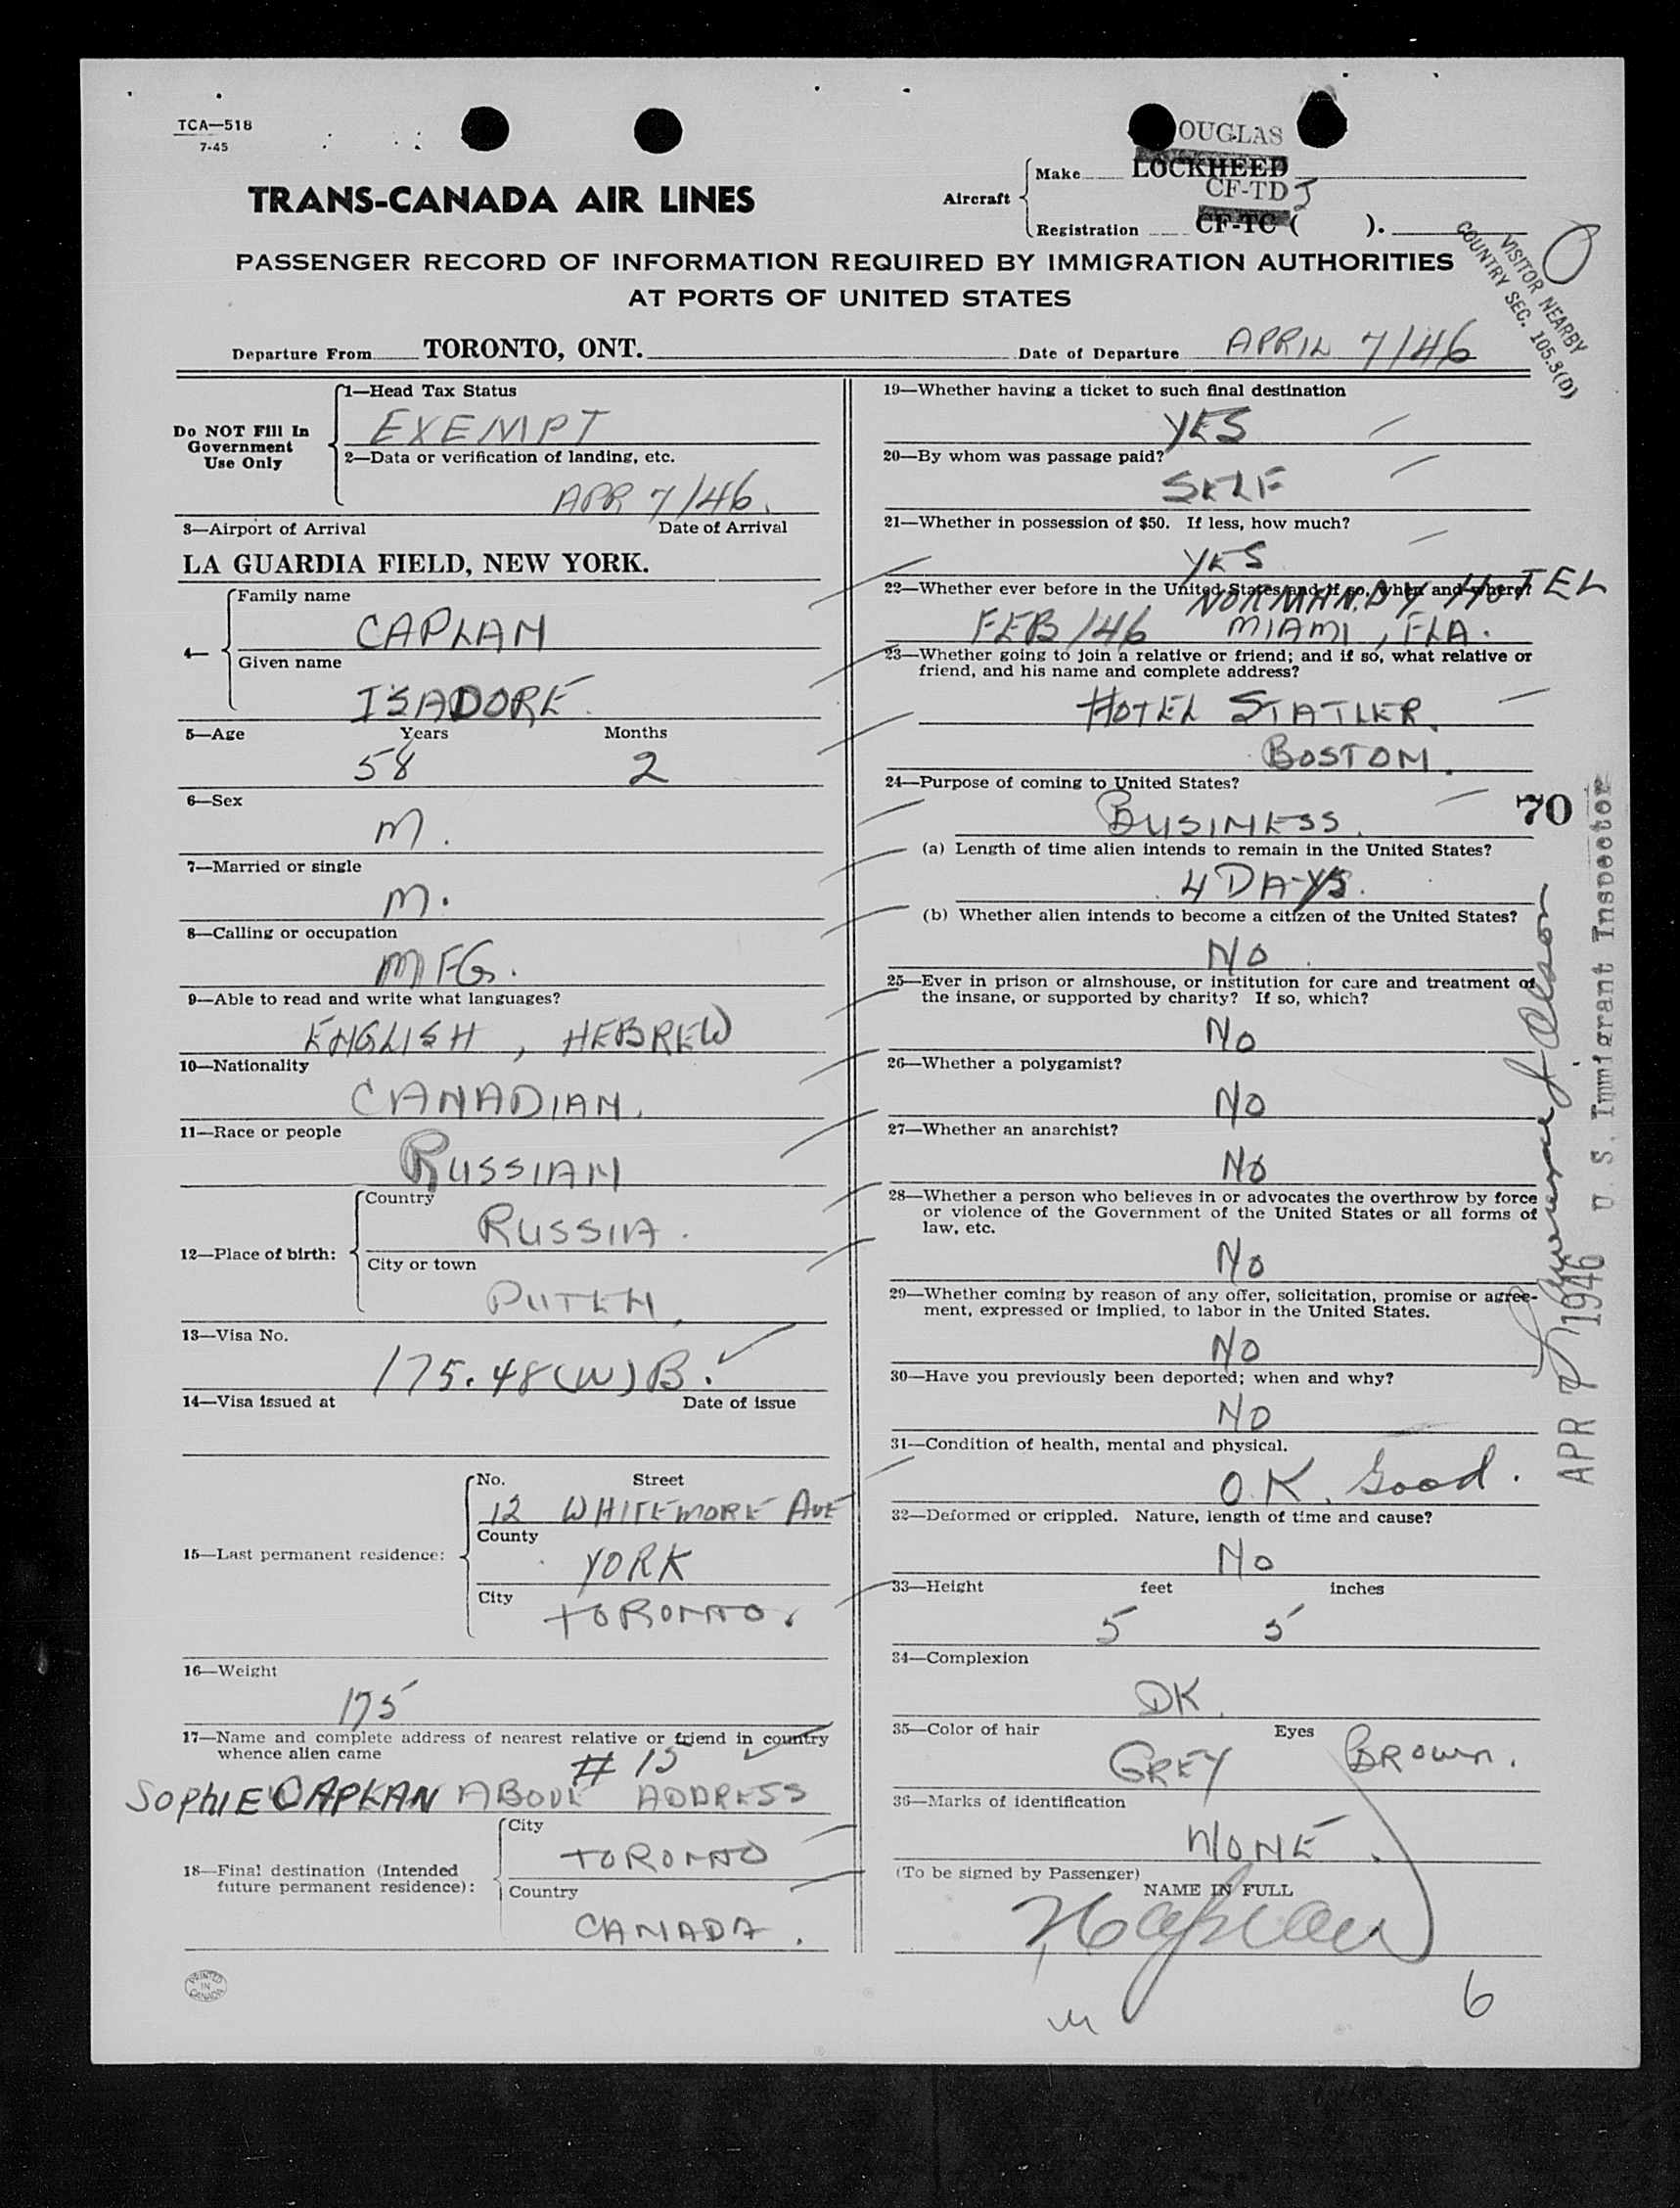 TCA—518
7-45
OUGLAS
TRANS-CANADA AIR LINES
Aircraft
Make LOCKHEED
CF-TD J
Registration CF-TC ( ).
VISITOR NEARBY
COUNTRY SEC. 105.3(D)
PASSENGER RECORD OF INFORMATION REQUIRED BY IMMIGRATION AUTHORITIES
AT PORTS OF UNITED STATES
Departure From TORONTO, ONT. Date of Departure APRIL 7/46
Do NOT Fill In
Government
Use Only
1—Head Tax Status
EXEMPT
2—Data or verification of landing, etc.
APR 7/46.
3—Airport of Arrival Date of Arrival
LA GUARDIA FIELD, NEW YORK.
4—
Family name
CAPLAN
Given name
ISADORE.
5—Age Years Months
58 2
6—Sex
M.
7—Married or single
M.
8—Calling or occupation
MFG.
9—Able to read and write what languages?
ENGLISH, HEBREW
10—Nationality
CANADIAN.
11—Race or people
RUSSIAN
12—Place of birth:
Country
RUSSIA.
City or town
13—Visa No.
175.48(W)B.
14—Visa issued at Date of issue
15—Last permanent residence:
No. Street
12 WHITEMORE AVE
County
YORK
City
TORONTO.
16—Weight
175
17—Name and complete address of nearest relative or friend in country
whence alien came
# 15
SOPHIE CAPLAN ABOVE ADDRESS
18—Final destination (Intended
future permanent residence):
City
TORONTO
Country
CANADA.
PRINTED
IN
CANADA
19—Whether having a ticket to such final destination
YES
20—By whom was passage paid?
SELF
21—Whether in possession of $50. If less, how much?
YES
22—Whether ever before in the United States and if so, when and where?
NORMANDY HOTEL
FEB/46 MIAMI, FLA.
23—Whether going to join a relative or friend; and if so, what relative or
friend, and his name and complete address?
HOTEL STATLER.
BOSTON.
24—Purpose of coming to United States?
BUSINESS.
70
(a) Length of time alien intends to remain in the United States?
4 DAYS.
(b) Whether alien intends to become a citizen of the United States?
NO.
25—Ever in prison or almshouse, or institution for care and treatment of
the insane, or supported by charity? If so, which?
NO
26—Whether a polygamist?
NO
27—Whether an anarchist?
NO
28—Whether a person who believes in or advocates the overthrow by force
or violence of the Government of the United States or all forms of
law, etc.
NO
29—Whether coming by reason of any offer, solicitation, promise or agree-
ment, expressed or implied, to labor in the United States.
NO
30—Have you previously been deported; when and why?
NO
31—Condition of health, mental and physical.
O.K. Good.
32—Deformed or crippled. Nature, length of time and cause?
NO
33—Height feet inches
5 5
34—Complexion
DK.
35—Color of hair Eyes
GREY BROWN.
36—Marks of identification
NONE.
(To be signed by Passenger)
NAME IN FULL
6
APR 7 1946
U.S. Immigrant Inspector